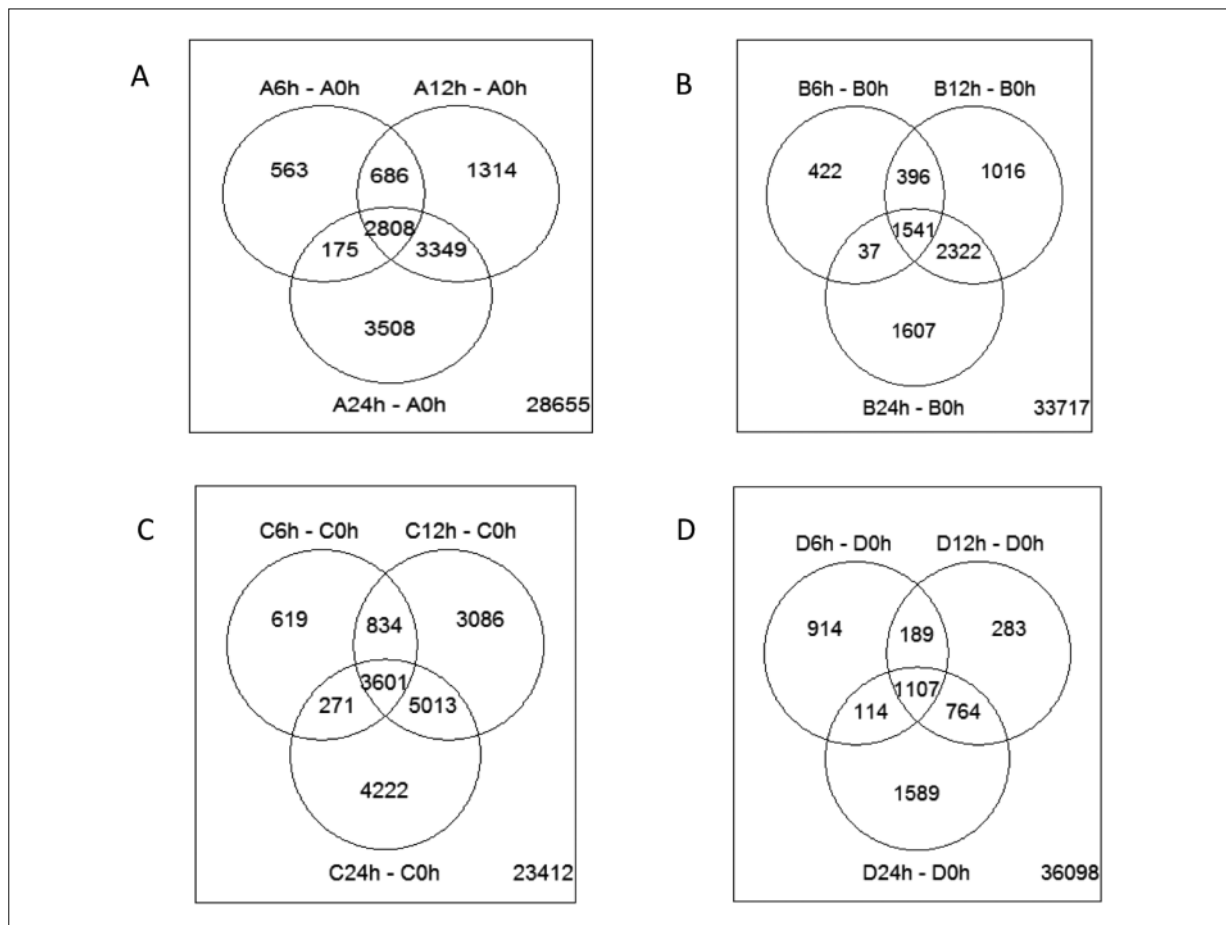 A
A6h - A0h A12h - A0h
563 686 1314
2808
175 3349
3508
A24h - A0h 28655
B
B6h - B0h B12h - B0h
422 396 1016
1541
37 2322
1607
B24h - B0h 33717
C
C6h - C0h C12h - C0h
619 834 3086
3601
271 5013
4222
C24h - C0h 23412
D
D6h - D0h D12h - D0h
914 189 283
1107
114 764
1589
D24h - D0h 36098